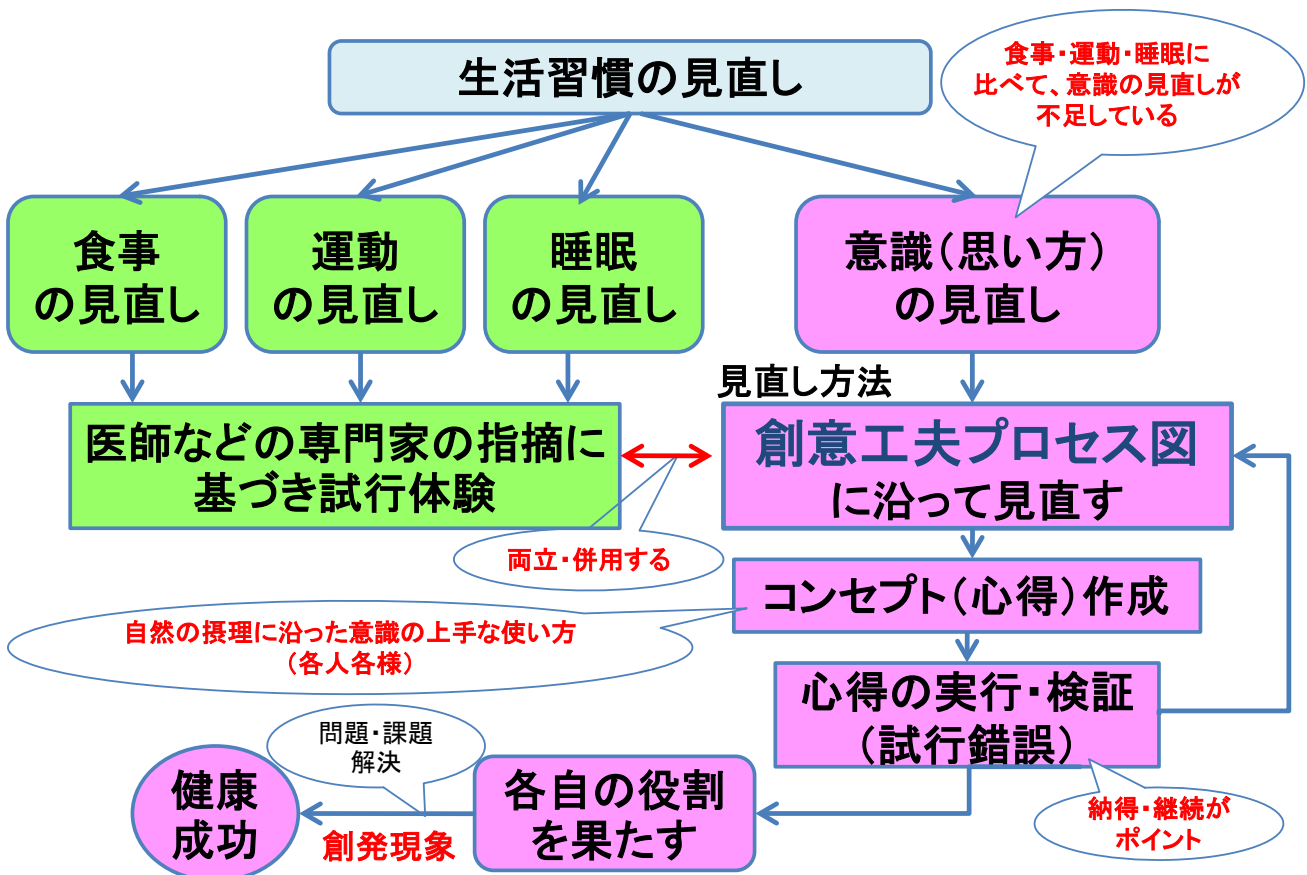 生活習慣の見直し
食事・運動・睡眠に
比べて、意識の見直しが
不足している
食事
の見直し
運動
の見直し
睡眠
の見直し
意識(思い方)
の見直し
見直し方法
医師などの専門家の指摘に
基づき試行体験
創意工夫プロセス図
に沿って見直す
両立・併用する
コンセプト(心得)作成
自然の摂理に沿った意識の上手な使い方
(各人各様)
心得の実行・検証
(試行錯誤)
問題・課題
解決
健康
成功
創発現象
各自の役割
を果たす
納得・継続が
ポイント